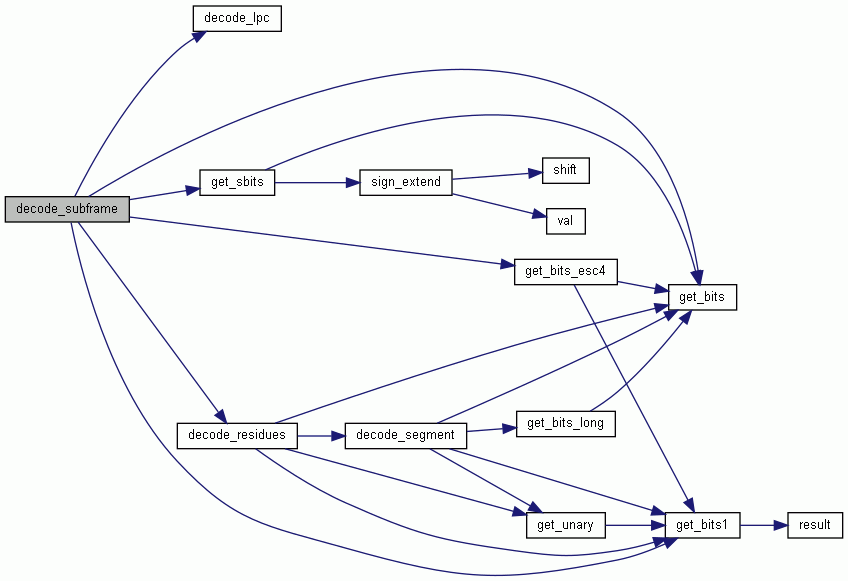 decode_lpc
get_sbits
sign_extend
shift
val
decode_subframe
get_bits_esc4
get_bits
decode_residues
decode_segment
get_bits_long
get_unary
get_bits1
result